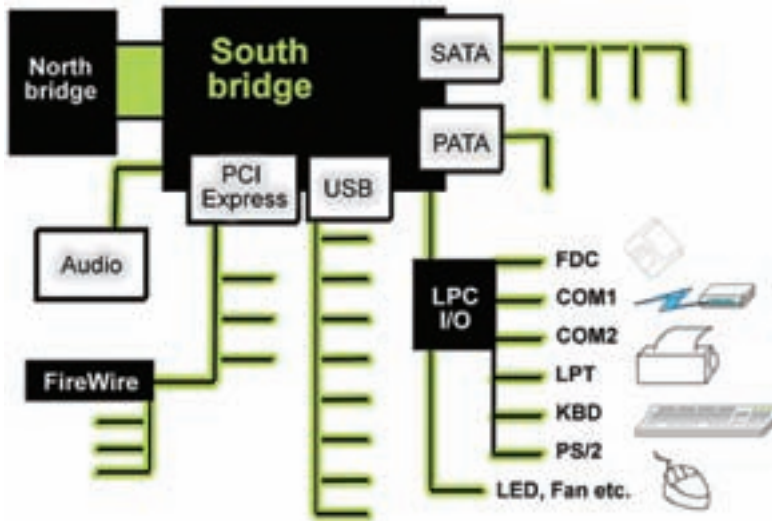 North
bridge
South
bridge
SATA
PATA
PCI
Express
USB
Audio
FireWire
LPC
I/O
FDC
COM1
COM2
LPT
KBD
PS/2
LED, Fan etc.